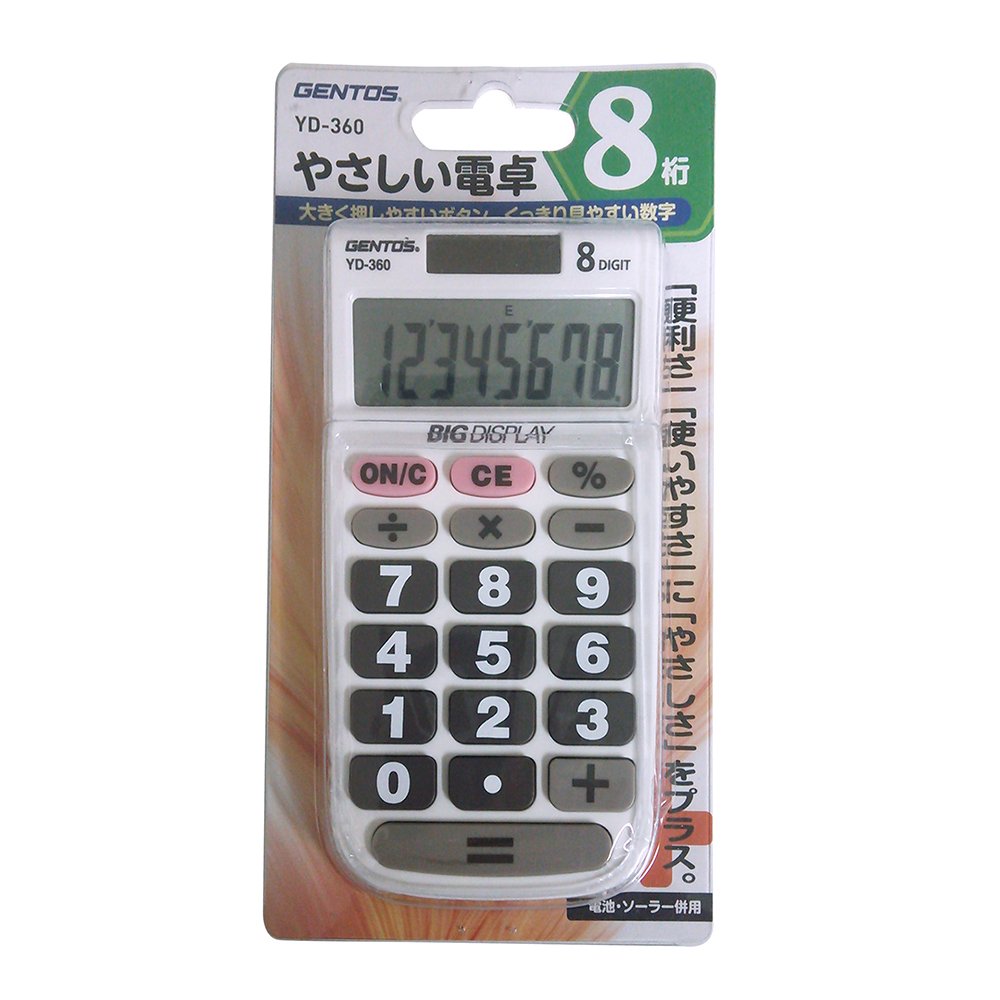 GENTOS
YD-360
やさしい電卓
8桁
大きく押しやすいボタン くっきり見やすい数字
GENTOS
YD-360
8 DIGIT
E
12'345'678.
BIG DISPLAY
ON/C CE %
÷ × −
7 8 9
4 5 6
1 2 3
0 . +
=
「便利さ」「使いやすさ」に「やさしさ」をプラス。
電池・ソーラー併用